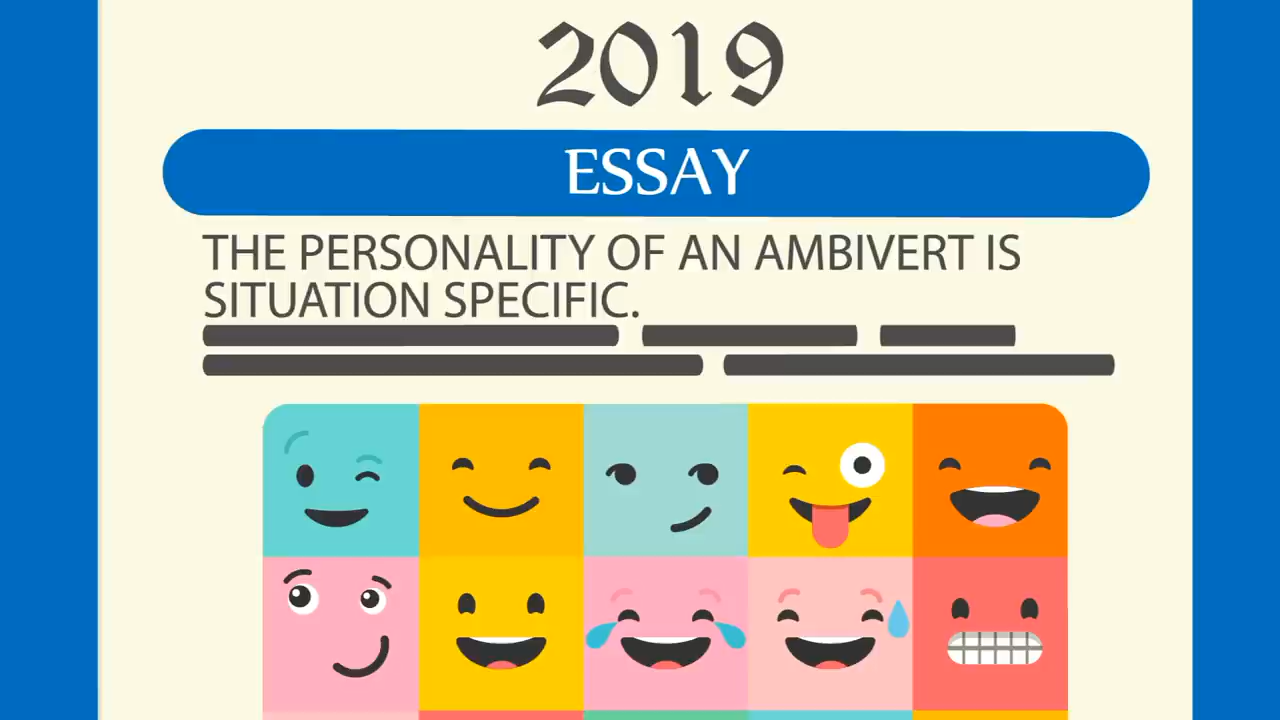 2019
ESSAY
THE PERSONALITY OF AN AMBIVERT IS
SITUATION SPECIFIC.